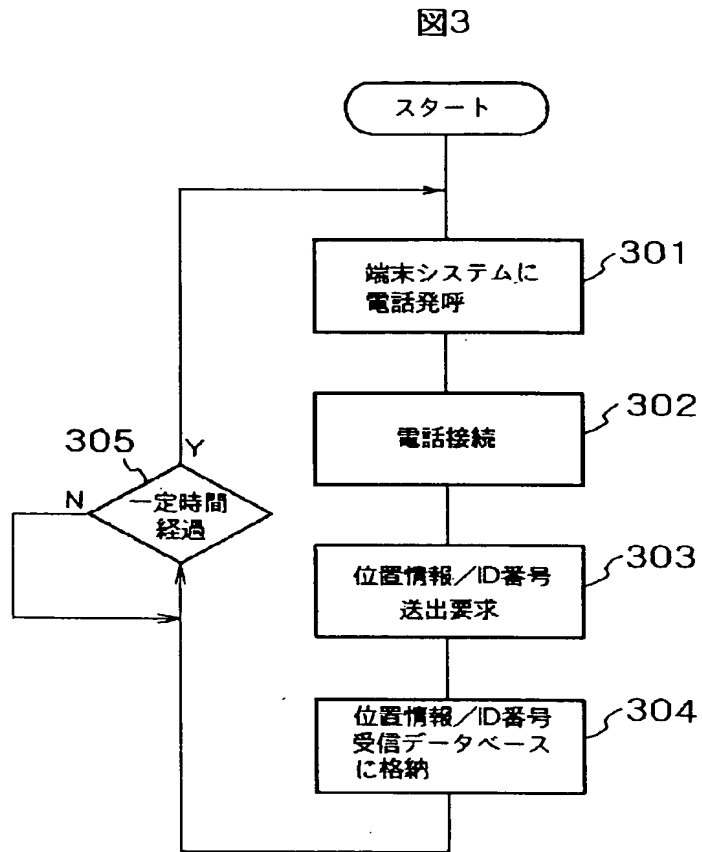 図3
スタート
端末システムに
電話発呼
301
電話接続
302
305
Y
N
一定時間
経過
位置情報／ID番号
送出要求
303
位置情報／ID番号
受信データベース
に格納
304